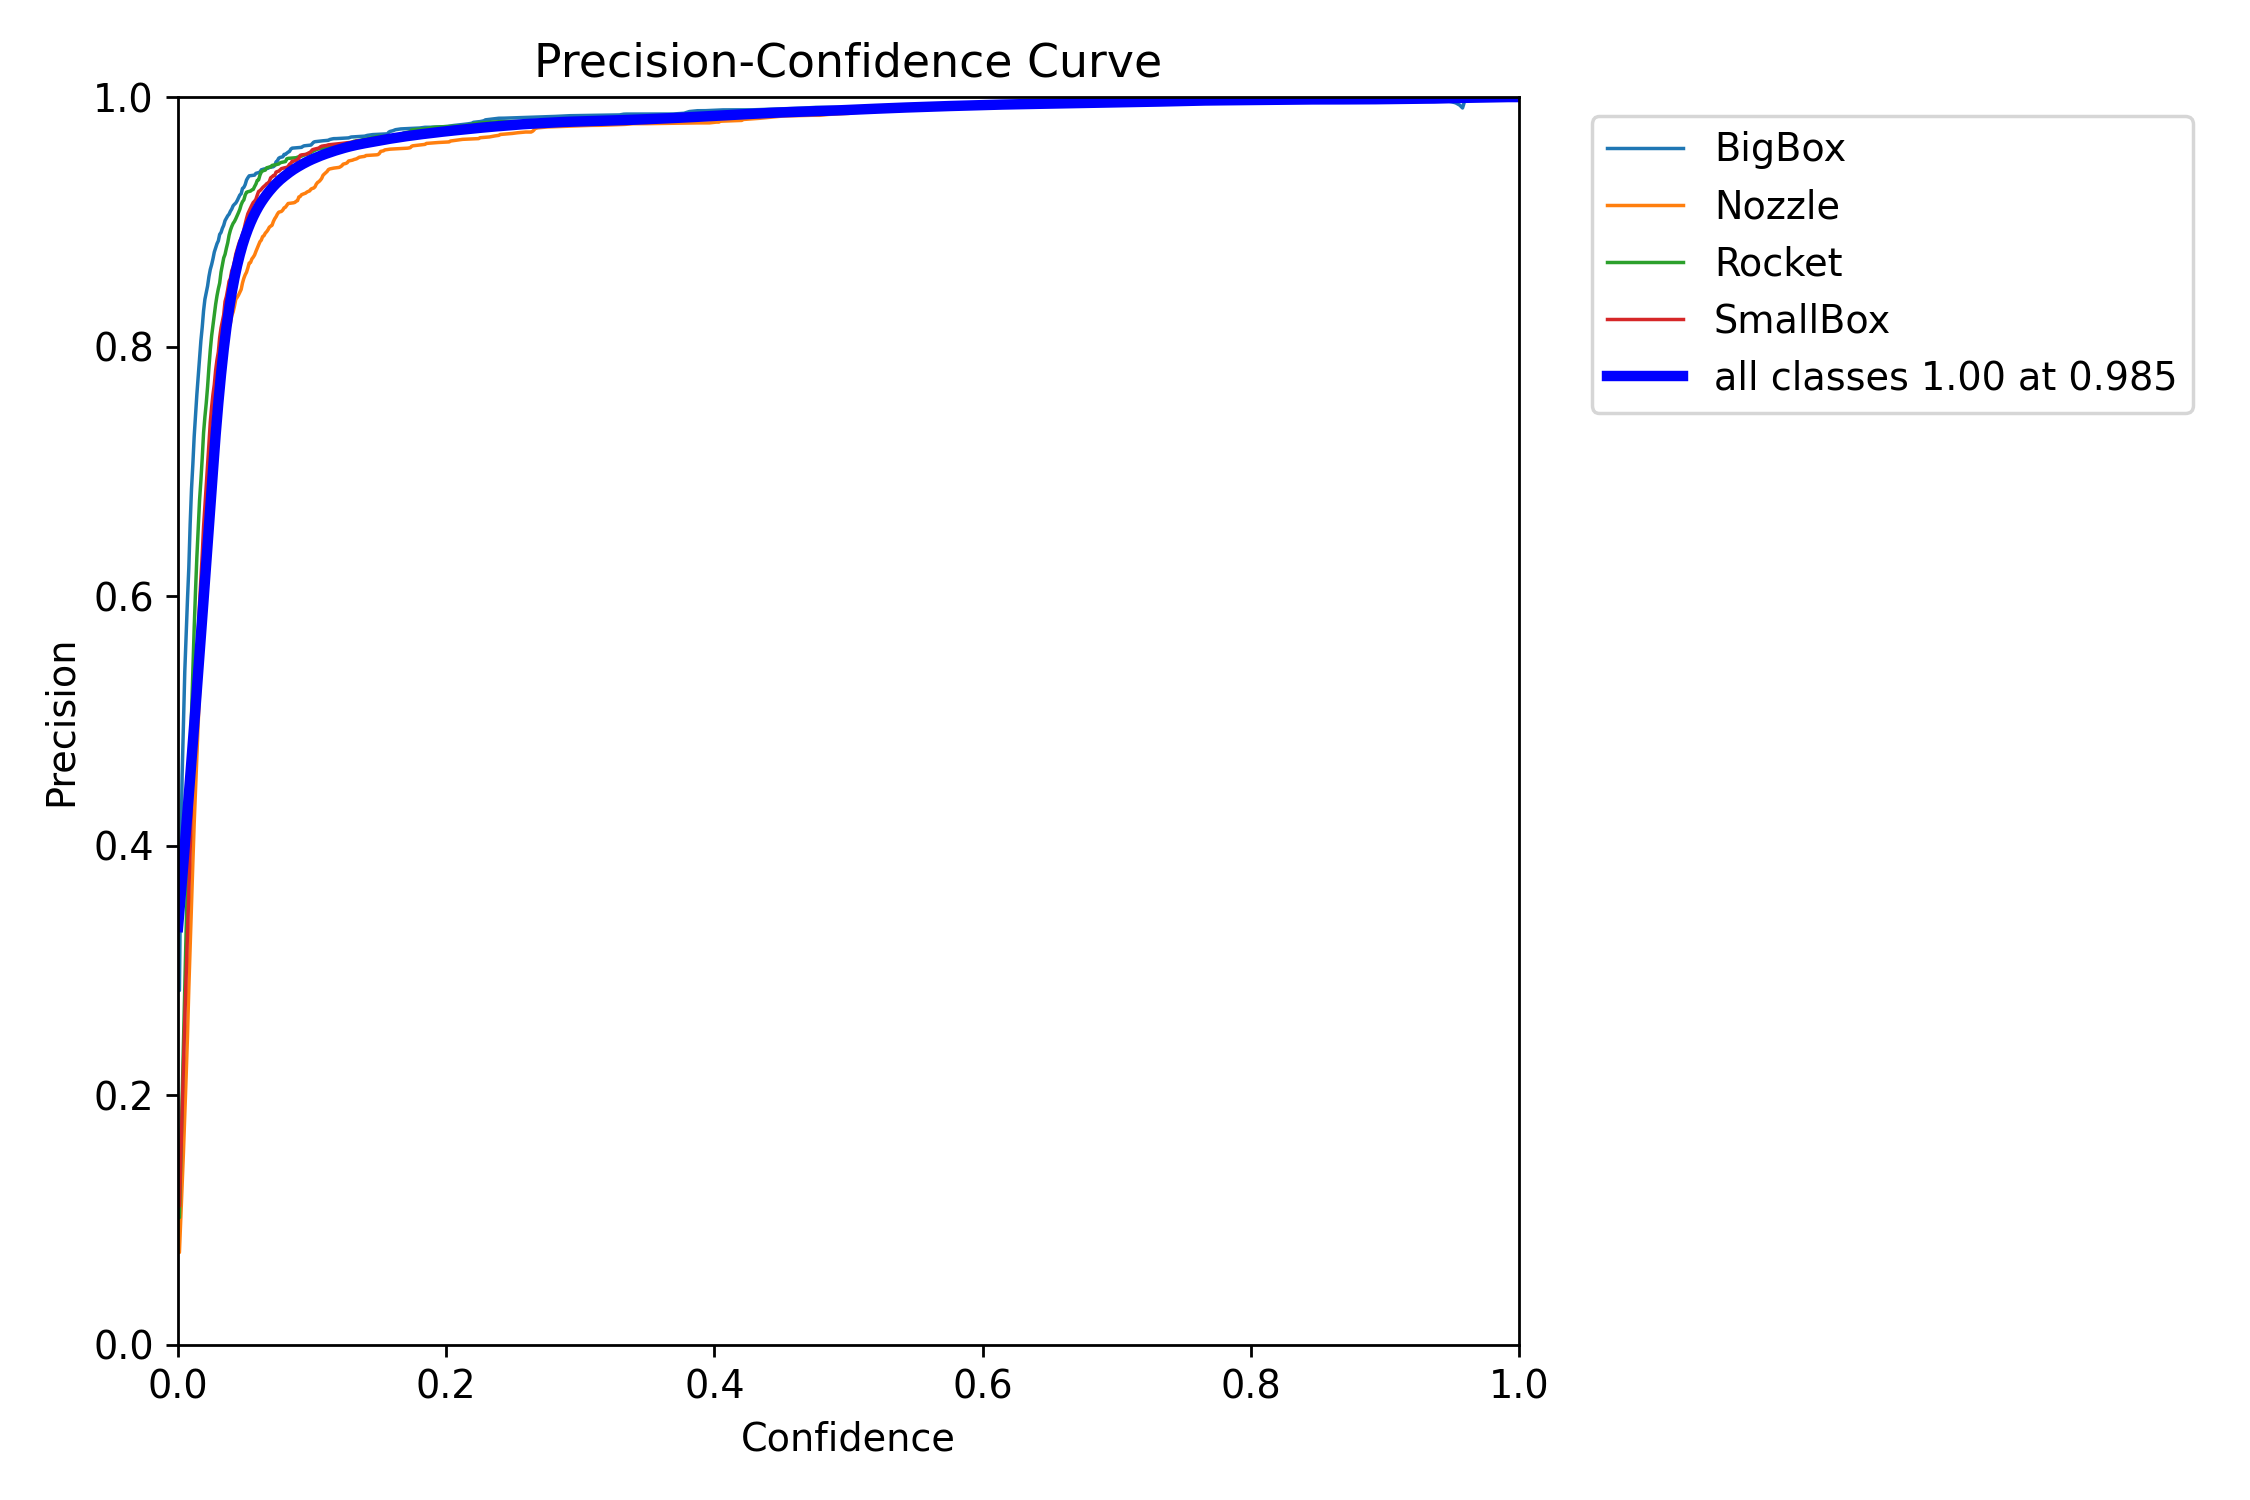 Precision-Confidence Curve
1.0
0.8
0.6
0.4
0.2
0.0
Precision
0.0 0.2 0.4 0.6 0.8 1.0
Confidence
BigBox
Nozzle
Rocket
SmallBox
all classes 1.00 at 0.985